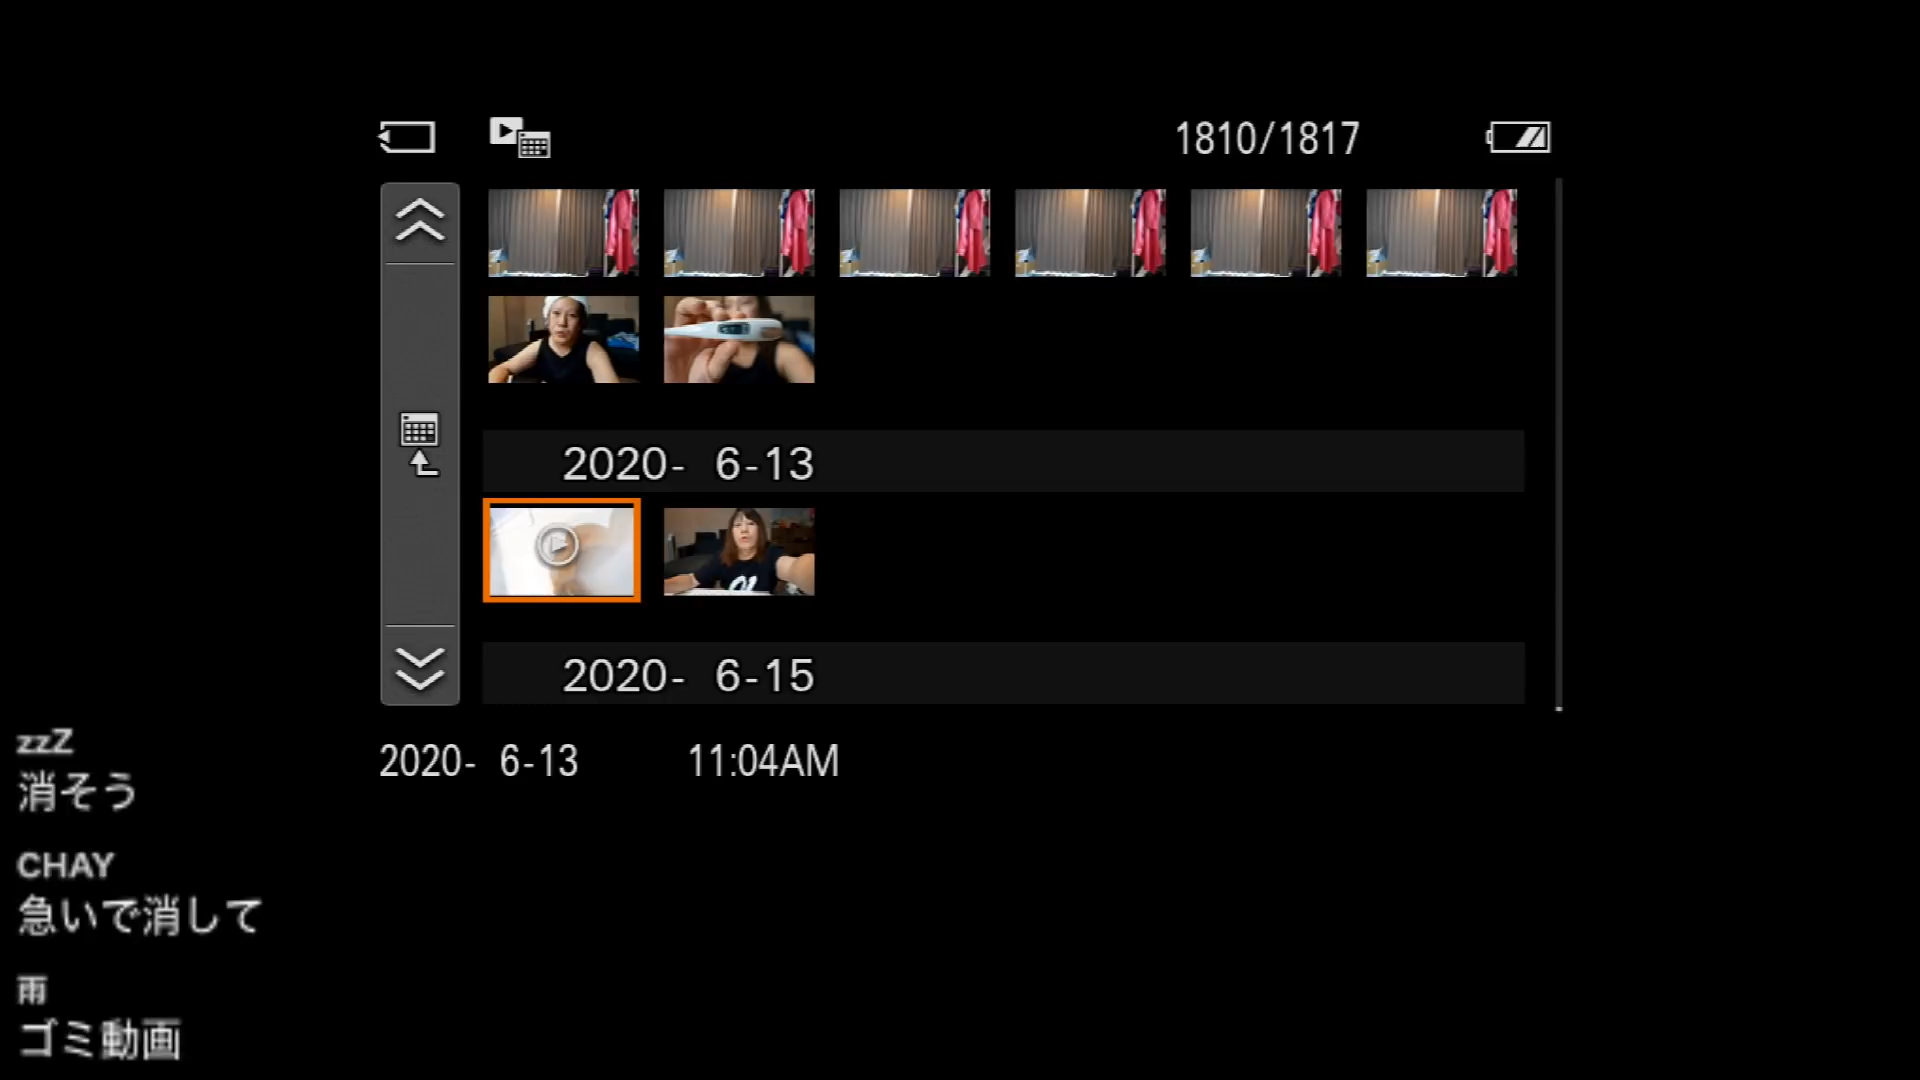 1810/1817
2020- 6-13
2020- 6-15
2020- 6-13 11:04AM
zzZ
消そう
CHAY
急いで消して
雨
ゴミ動画